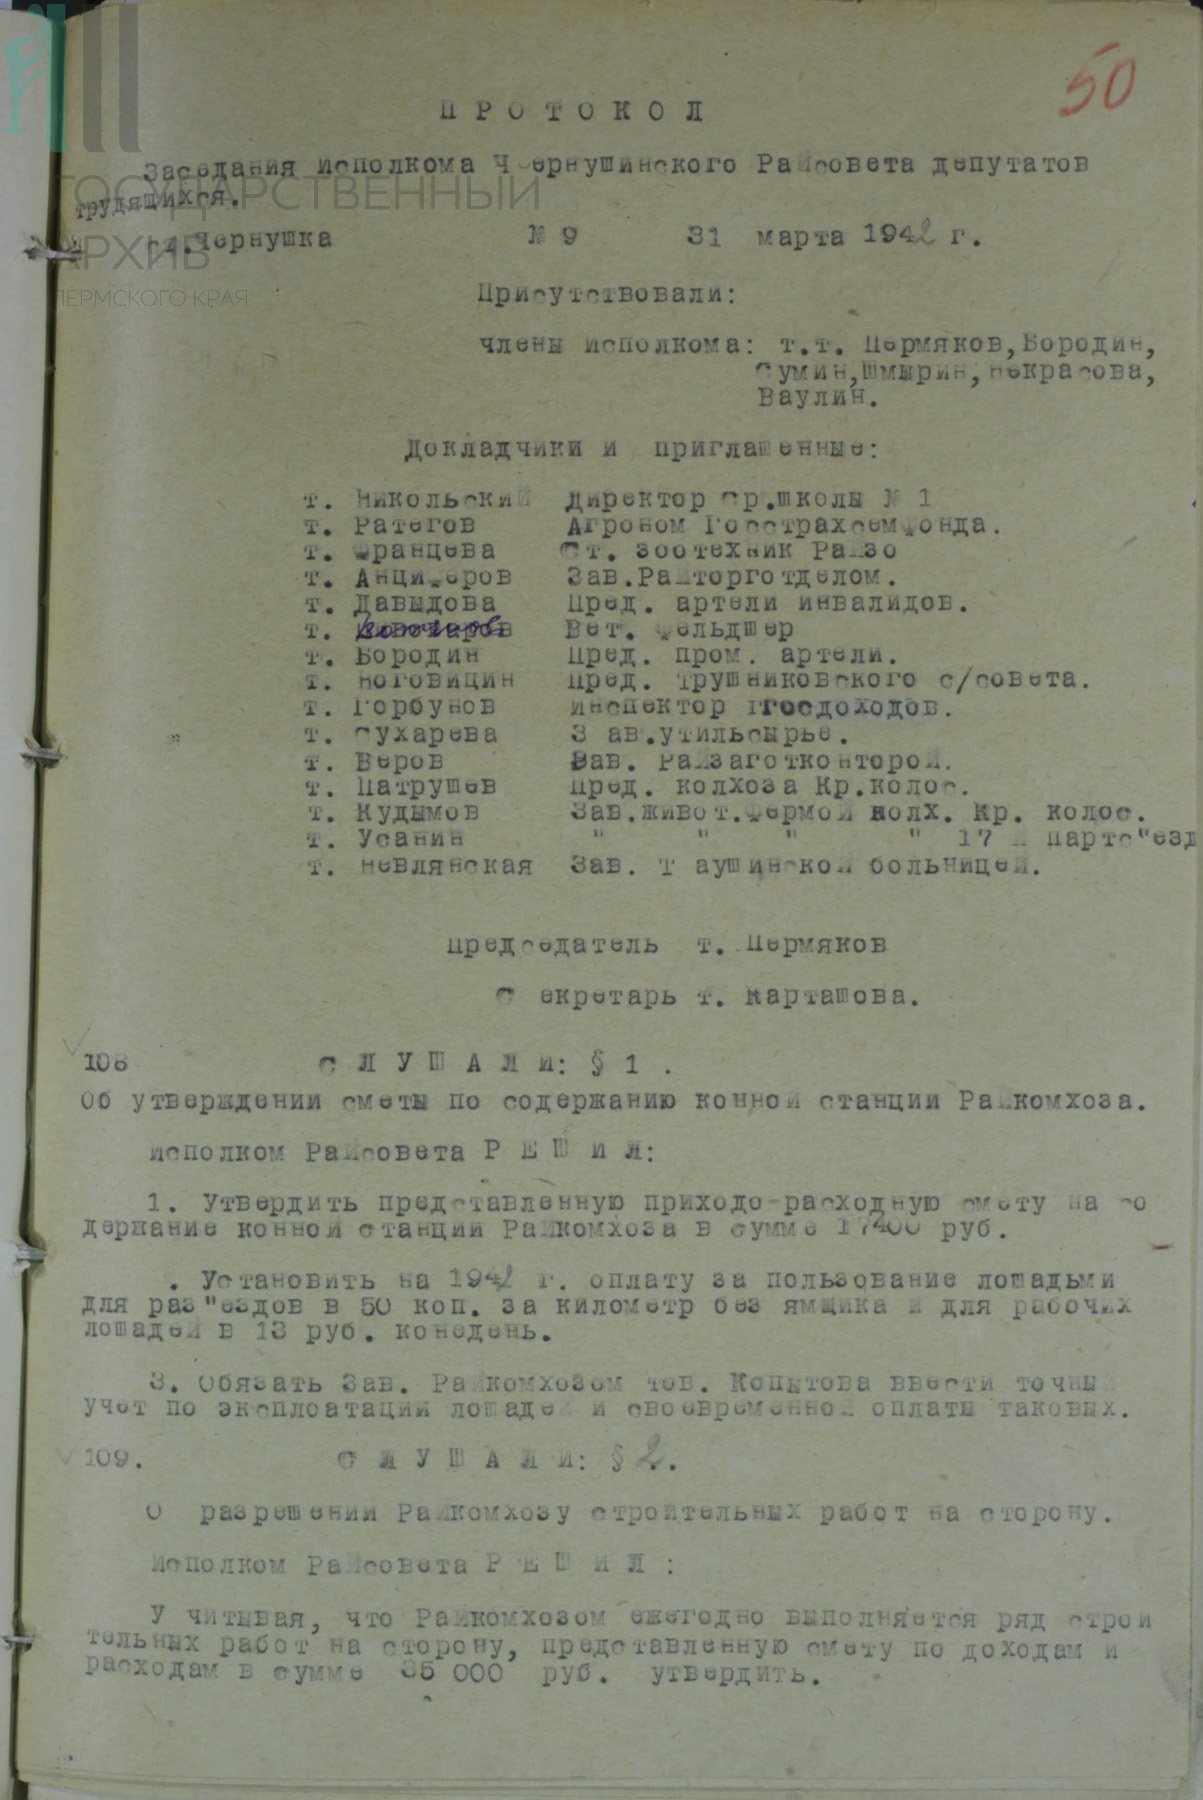 50
П Р О Т О К О Л
Заседания исполкома Чернушинского Райсовета депутатов
трудящихся.
ГОСУДАРСТВЕННЫЙ
АРХИВ
ПЕРМСКОГО КРАЯ
ст.Чернушка № 9 31 марта 1942 г.
Присутствовали:
члены исполкома: т.т. Пермяков, Бородин,
Сумин, Шмырин, Некрасова,
Ваулин.
Докладчики и приглашенные:
т. Никольский Директор ср.школы № 1
т. Ратегов Агроном Госстрахсемфонда.
т. Францева Ст. зоотехник Райзо
т. Анциферов Зав.Райторготделом.
т. Давыдова Пред. артели инвалидов.
т. Вет. фельдшер
т. Бородин Пред. пром. артели.
т. Ноговицин Пред. Трушниковского с/совета.
т. Горбунов инспектор Ггосдоходов.
т. Сухарева З ав.утильсырье.
т. Веров Зав. Райзаготконторой.
т. Патрушев Пред. колхоза Кр.колос.
т. Кудымов Зав.живот.фермой колх. Кр. колос.
т. Усанин " " " " 17 й партс"езд
т. Невлянская Зав. Т аушинской больницей.
Председатель т. Пермяков
С екретарь т. Карташова.
108 С Л У Ш А Л И: § 1 .
Об утверждении сметы по содержанию конной станции Райкомхоза.
исполком Райсовета Р Е Ш И Л:
1. Утвердить представленную приходо-расходную смету на со
держание конной станции Райкомхоза в сумме 17400 руб.
. Установить на 1942 г. оплату за пользование лошадьми
для раз"ездов в 50 коп. за километр без ямщика и для рабочих
лошадей в 13 руб. конедень.
3. Обязать Зав. Райкомхозом тов. Копытова ввести точный
учет по эксплоатации лошадей и своевременной оплаты таковых.
109. С Л У Ш А Л И: § 2.
О разрешении Райкомхозу строительных работ на сторону.
Исполком Райсовета Р Е Ш И Л :
У читывая, что Райкомхозом ежегодно выполняется ряд строи
тельных работ на сторону, представленную смету по доходам и
расходам в сумме 35 000 руб. утвердить.